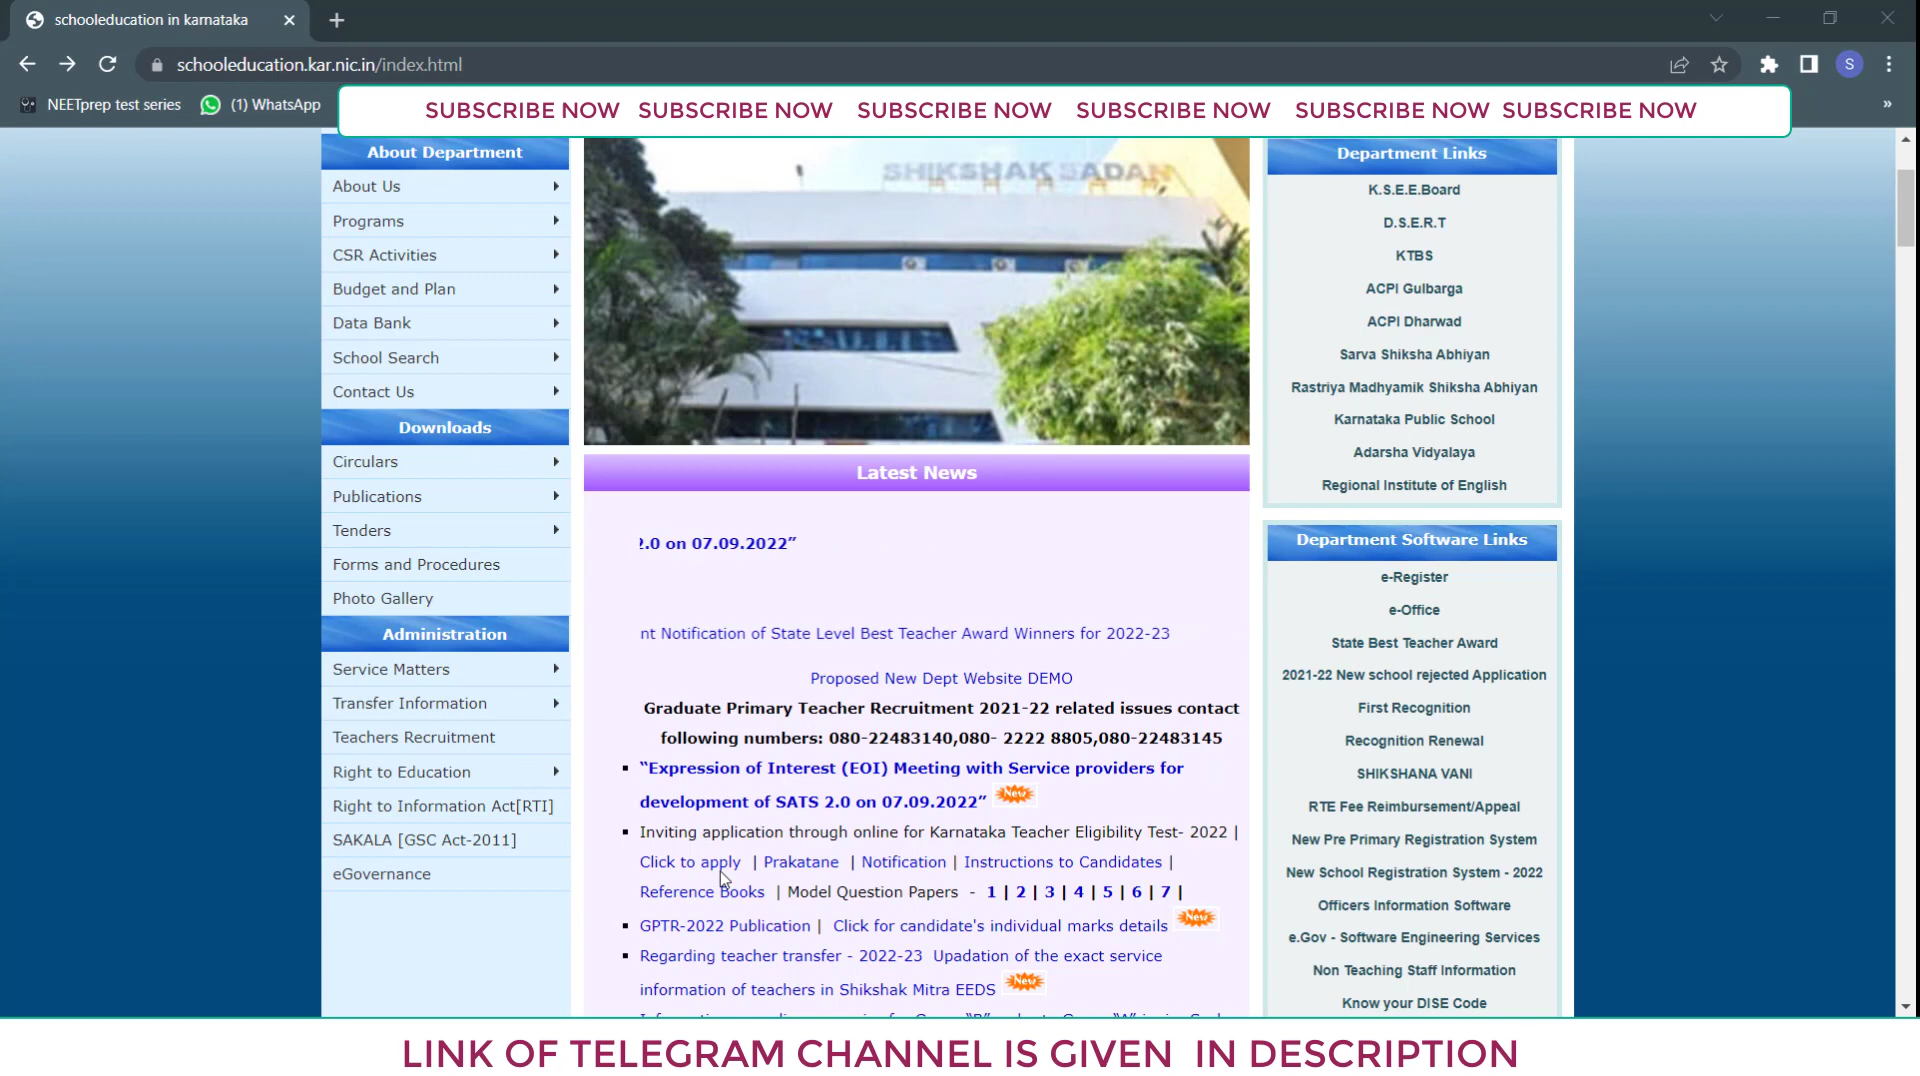 schooleducation in karnataka
schooleducation.kar.nic.in/index.html
S
NEETprep test series
(1) WhatsApp
»
SUBSCRIBE NOW SUBSCRIBE NOW SUBSCRIBE NOW SUBSCRIBE NOW SUBSCRIBE NOW SUBSCRIBE NOW
About Department
About Us
Programs
CSR Activities
Budget and Plan
Data Bank
School Search
Contact Us
Downloads
Circulars
Publications
Tenders
Forms and Procedures
Photo Gallery
Administration
Service Matters
Transfer Information
Teachers Recruitment
Right to Education
Right to Information Act[RTI]
SAKALA [GSC Act-2011]
eGovernance
SHIKSHAK SADAN
Latest News
2.0 on 07.09.2022”
nt Notification of State Level Best Teacher Award Winners for 2022-23
Proposed New Dept Website DEMO
Graduate Primary Teacher Recruitment 2021-22 related issues contact
following numbers: 080-22483140,080- 2222 8805,080-22483145
“Expression of Interest (EOI) Meeting with Service providers for
development of SATS 2.0 on 07.09.2022” New
Inviting application through online for Karnataka Teacher Eligibility Test- 2022 |
Click to apply | Prakatane | Notification | Instructions to Candidates |
Reference Books | Model Question Papers - 1 | 2 | 3 | 4 | 5 | 6 | 7 |
GPTR-2022 Publication | Click for candidate's individual marks details New
Regarding teacher transfer - 2022-23 Upadation of the exact service
information of teachers in Shikshak Mitra EEDS New
Department Links
K.S.E.E.Board
D.S.E.R.T
KTBS
ACPI Gulbarga
ACPI Dharwad
Sarva Shiksha Abhiyan
Rastriya Madhyamik Shiksha Abhiyan
Karnataka Public School
Adarsha Vidyalaya
Regional Institute of English
Department Software Links
e-Register
e-Office
State Best Teacher Award
2021-22 New school rejected Application
First Recognition
Recognition Renewal
SHIKSHANA VANI
RTE Fee Reimbursement/Appeal
New Pre Primary Registration System
New School Registration System - 2022
Officers Information Software
e.Gov - Software Engineering Services
Non Teaching Staff Information
Know your DISE Code
LINK OF TELEGRAM CHANNEL IS GIVEN IN DESCRIPTION